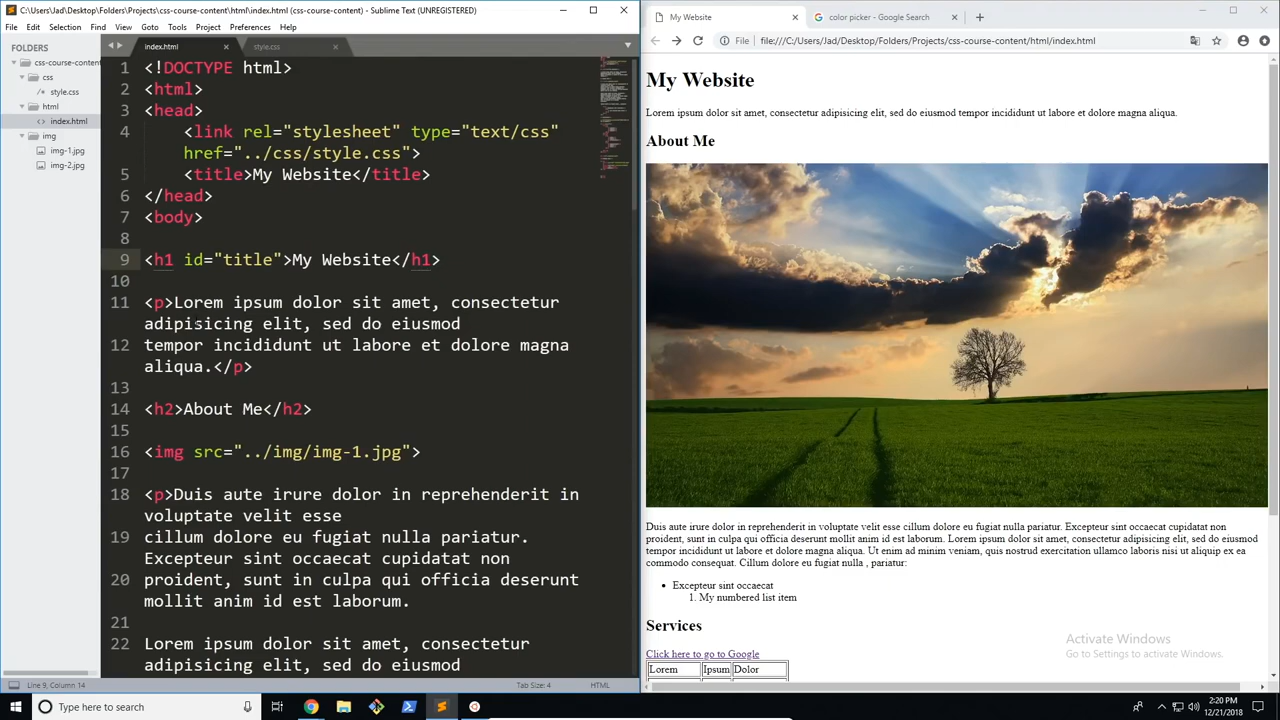 C:\Users\Jad\Desktop\Folders\Projects\css-course-content\html\index.html (css-course-content) - Sublime Text (UNREGISTERED)
File Edit Selection Find View Goto Tools Project Preferences Help
FOLDERS
css-course-content
css
style.css
html
<> index.html
img
img-1.jpg
img-2.jpg
index.html
style.css
1 <!DOCTYPE html>
2 <html>
3 <head>
4 <link rel="stylesheet" type="text/css"
href="../css/style.css">
5 <title>My Website</title>
6 </head>
7 <body>
8
9 <h1 id="title">My Website</h1>
10
11 <p>Lorem ipsum dolor sit amet, consectetur
adipisicing elit, sed do eiusmod
12 tempor incididunt ut labore et dolore magna
aliqua.</p>
13
14 <h2>About Me</h2>
15
16 <img src="../img/img-1.jpg">
17
18 <p>Duis aute irure dolor in reprehenderit in
voluptate velit esse
19 cillum dolore eu fugiat nulla pariatur.
Excepteur sint occaecat cupidatat non
20 proident, sunt in culpa qui officia deserunt
mollit anim id est laborum.
21
22 Lorem ipsum dolor sit amet, consectetur
adipisicing elit, sed do eiusmod
Line 9, Column 14
Tab Size: 4
HTML
My Website
color picker - Google Search
File
file:///C:/Users/Jad/Desktop/Folders/Projects/css-course-content/html/index.html
My Website
Lorem ipsum dolor sit amet, consectetur adipisicing elit, sed do eiusmod tempor incididunt ut labore et dolore magna aliqua.
About Me
Duis aute irure dolor in reprehenderit in voluptate velit esse cillum dolore eu fugiat nulla pariatur. Excepteur sint occaecat cupidatat non
proident, sunt in culpa qui officia deserunt mollit anim id est laborum. Lorem ipsum dolor sit amet, consectetur adipisicing elit, sed do eiusmod
tempor incididunt ut labore et dolore magna aliqua. Ut enim ad minim veniam, quis nostrud exercitation ullamco laboris nisi ut aliquip ex ea
commodo consequat. Cillum dolore eu fugiat nulla , pariatur:
Excepteur sint occaecat
1. My numbered list item
Services
Click here to go to Google
Lorem Ipsum Dolor
Activate Windows
Go to Settings to activate Windows.
Type here to search
2:20 PM
12/21/2018